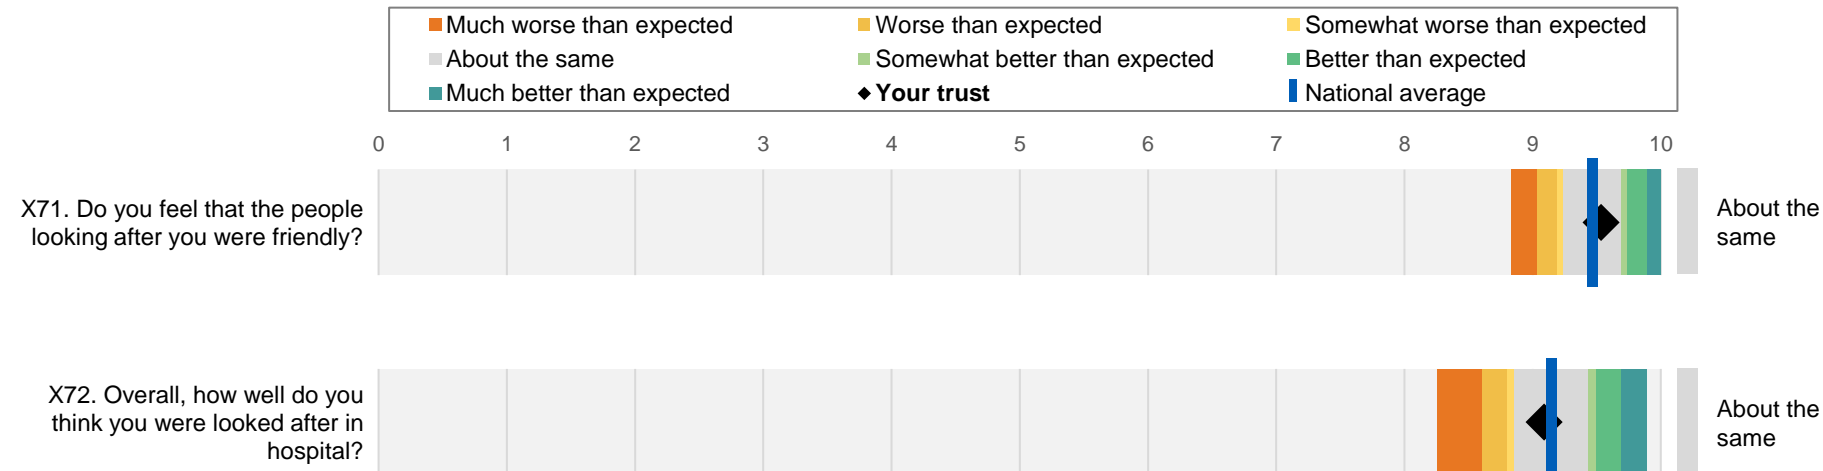 Much worse than expected
Worse than expected
Somewhat worse than expected
About the same
Somewhat better than expected
Better than expected
Much better than expected
Your trust
National average
0 1 2 3 4 5 6 7 8 9 10
X71. Do you feel that the people
looking after you were friendly?
About the
same
X72. Overall, how well do you
think you were looked after in
hospital?
About the
same